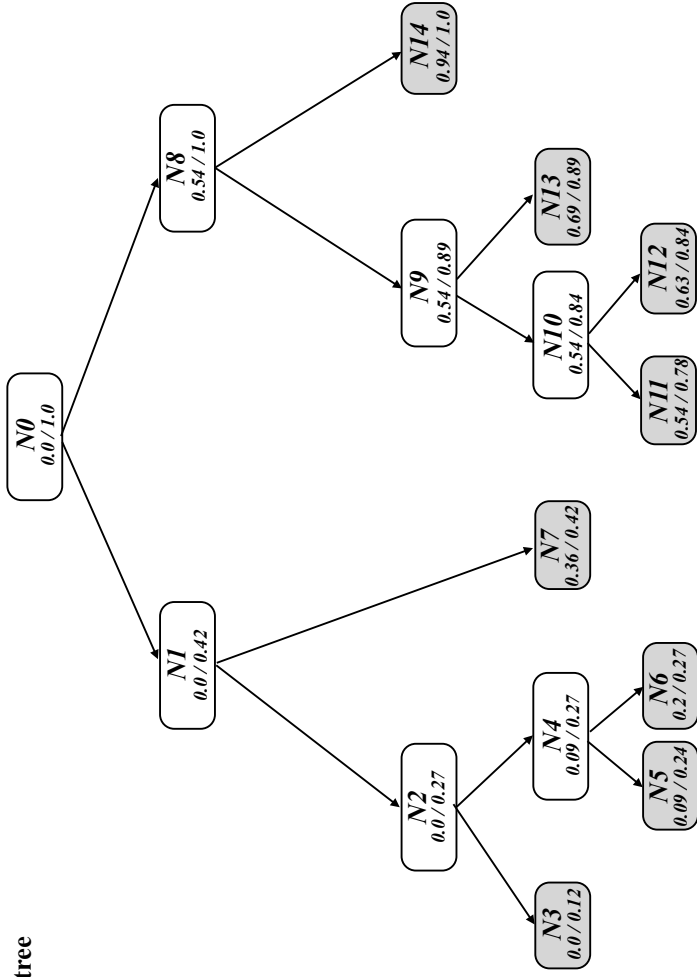 tree
N0
0.0 / 1.0
N1
0.0 / 0.42
N8
0.54 / 1.0
N2
0.0 / 0.27
N9
0.54 / 0.89
N14
0.94 / 1.0
N3
0.0 / 0.12
N4
0.09 / 0.27
N7
0.36 / 0.42
N10
0.54 / 0.84
N13
0.69 / 0.89
N5
0.09 / 0.24
N6
0.2 / 0.27
N11
0.54 / 0.78
N12
0.63 / 0.84